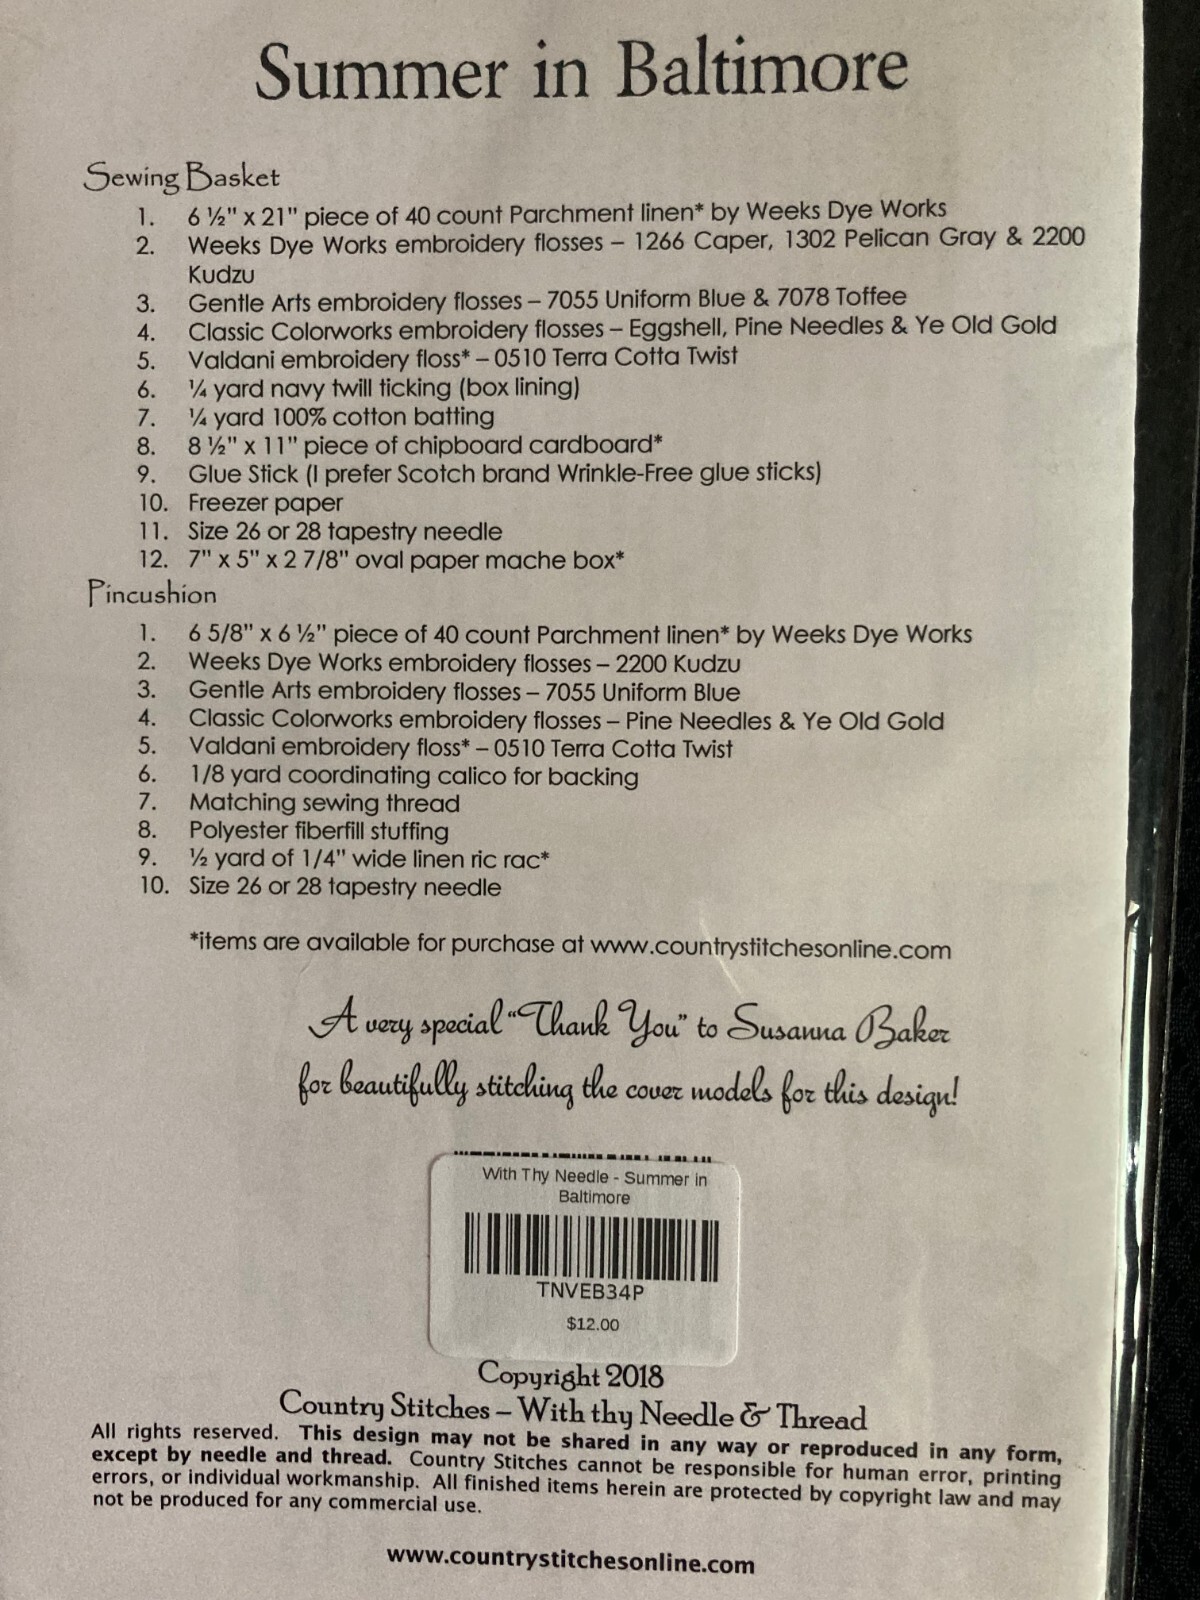 Summer in Baltimore
Sewing Basket
1. 6 ½" x 21" piece of 40 count Parchment linen* by Weeks Dye Works
2. Weeks Dye Works embroidery flosses – 1266 Caper, 1302 Pelican Gray & 2200
Kudzu
3. Gentle Arts embroidery flosses – 7055 Uniform Blue & 7078 Toffee
4. Classic Colorworks embroidery flosses – Eggshell, Pine Needles & Ye Old Gold
5. Valdani embroidery floss* – 0510 Terra Cotta Twist
6. ¼ yard navy twill ticking (box lining)
7. ¼ yard 100% cotton batting
8. 8 ½" x 11" piece of chipboard cardboard*
9. Glue Stick (I prefer Scotch brand Wrinkle-Free glue sticks)
10. Freezer paper
11. Size 26 or 28 tapestry needle
12. 7" x 5" x 2 7/8" oval paper mache box*
Pincushion
1. 6 5/8" x 6 ½" piece of 40 count Parchment linen* by Weeks Dye Works
2. Weeks Dye Works embroidery flosses – 2200 Kudzu
3. Gentle Arts embroidery flosses – 7055 Uniform Blue
4. Classic Colorworks embroidery flosses – Pine Needles & Ye Old Gold
5. Valdani embroidery floss* – 0510 Terra Cotta Twist
6. 1/8 yard coordinating calico for backing
7. Matching sewing thread
8. Polyester fiberfill stuffing
9. ½ yard of 1/4" wide linen ric rac*
10. Size 26 or 28 tapestry needle
*items are available for purchase at www.countrystitchesonline.com
A very special "Thank You" to Susanna Baker
for beautifully stitching the cover models for this design!
With Thy Needle - Summer in
Baltimore
TNVEB34P
$12.00
Copyright 2018
Country Stitches – With thy Needle & Thread
All rights reserved. This design may not be shared in any way or reproduced in any form,
except by needle and thread. Country Stitches cannot be responsible for human error, printing
errors, or individual workmanship. All finished items herein are protected by copyright law and may
not be produced for any commercial use.
www.countrystitchesonline.com